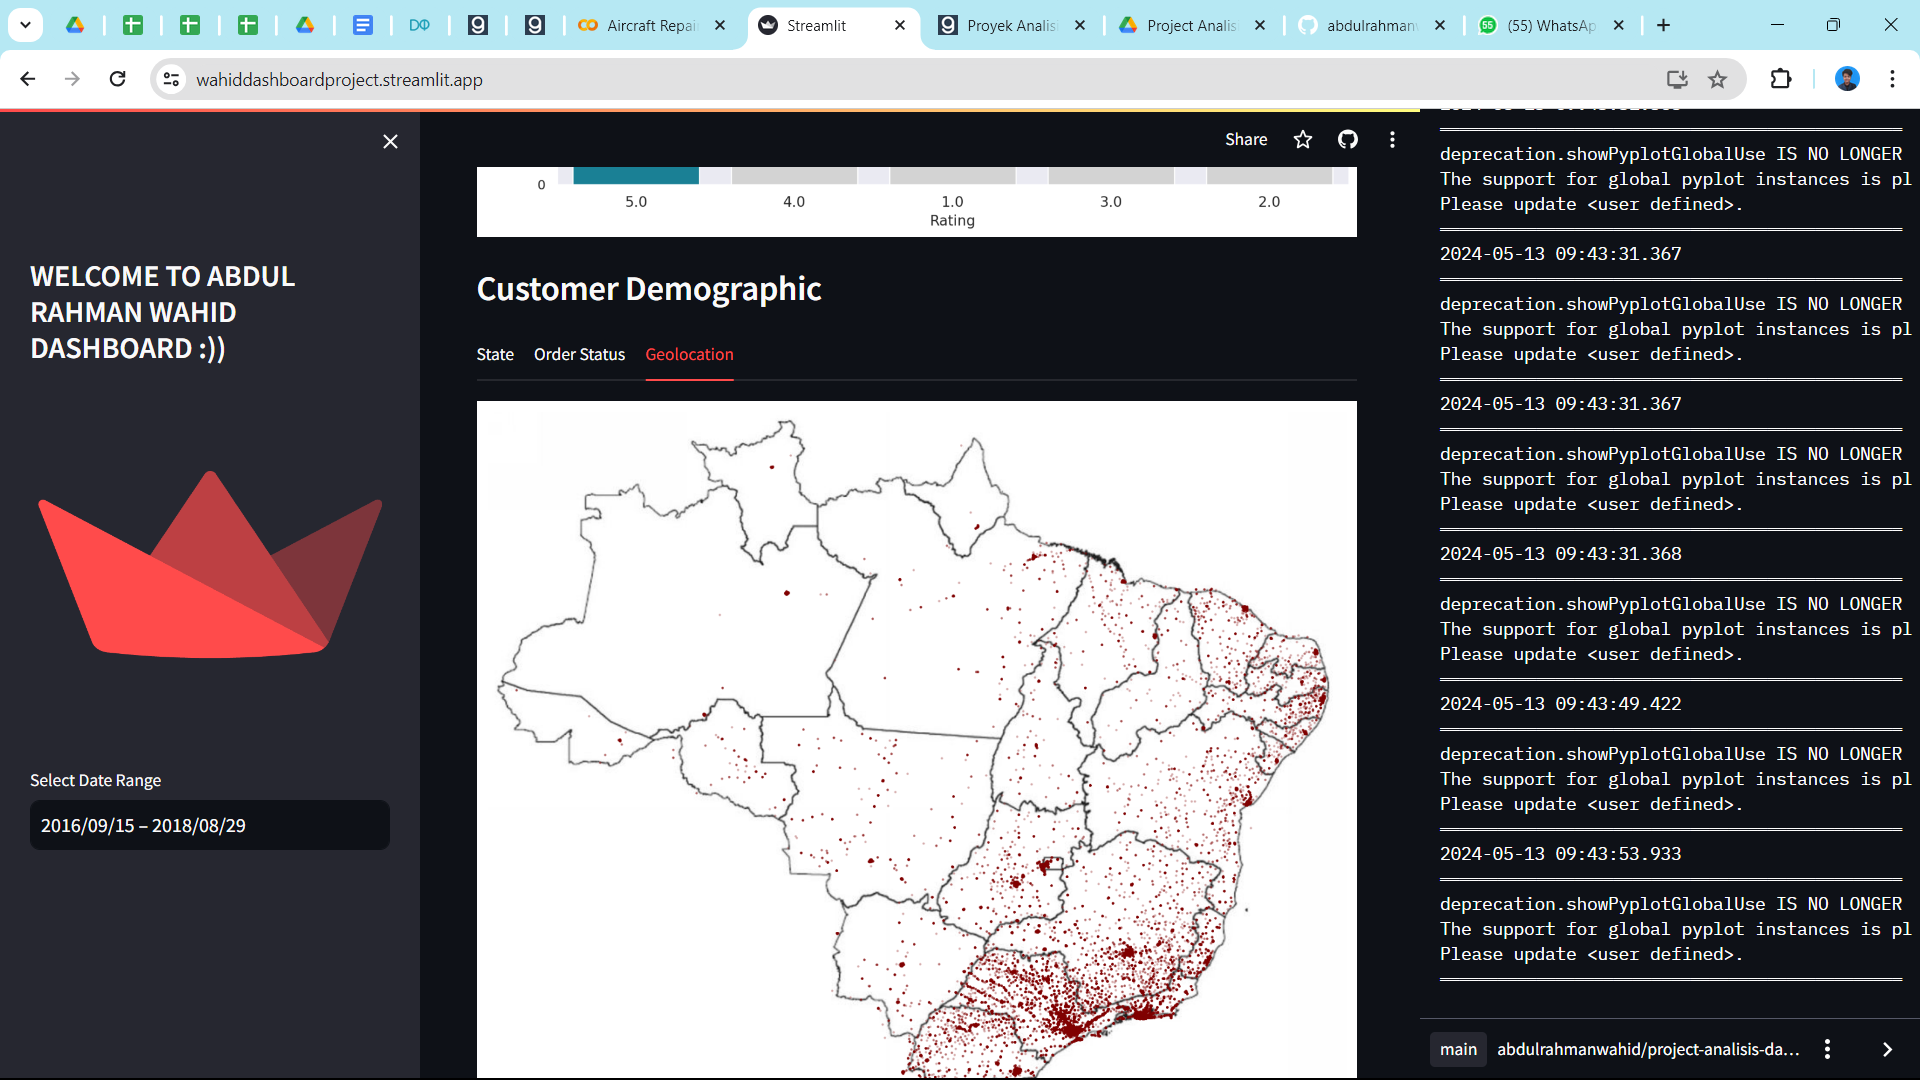 Aircraft Repai
Streamlit
Proyek Analis
Project Analis
abdulrahmanw
(55) WhatsAp
wahiddashboardproject.streamlit.app
Share
WELCOME TO ABDUL
RAHMAN WAHID
DASHBOARD :))
Select Date Range
2016/09/15 – 2018/08/29
0
5.0 4.0 1.0 3.0 2.0
Rating
Customer Demographic
State Order Status Geolocation
deprecation.showPyplotGlobalUse IS NO LONGER
The support for global pyplot instances is pl
Please update <user defined>.
2024-05-13 09:43:31.367
deprecation.showPyplotGlobalUse IS NO LONGER
The support for global pyplot instances is pl
Please update <user defined>.
2024-05-13 09:43:31.367
deprecation.showPyplotGlobalUse IS NO LONGER
The support for global pyplot instances is pl
Please update <user defined>.
2024-05-13 09:43:31.368
deprecation.showPyplotGlobalUse IS NO LONGER
The support for global pyplot instances is pl
Please update <user defined>.
2024-05-13 09:43:49.422
deprecation.showPyplotGlobalUse IS NO LONGER
The support for global pyplot instances is pl
Please update <user defined>.
2024-05-13 09:43:53.933
deprecation.showPyplotGlobalUse IS NO LONGER
The support for global pyplot instances is pl
Please update <user defined>.
main abdulrahmanwahid/project-analisis-da...